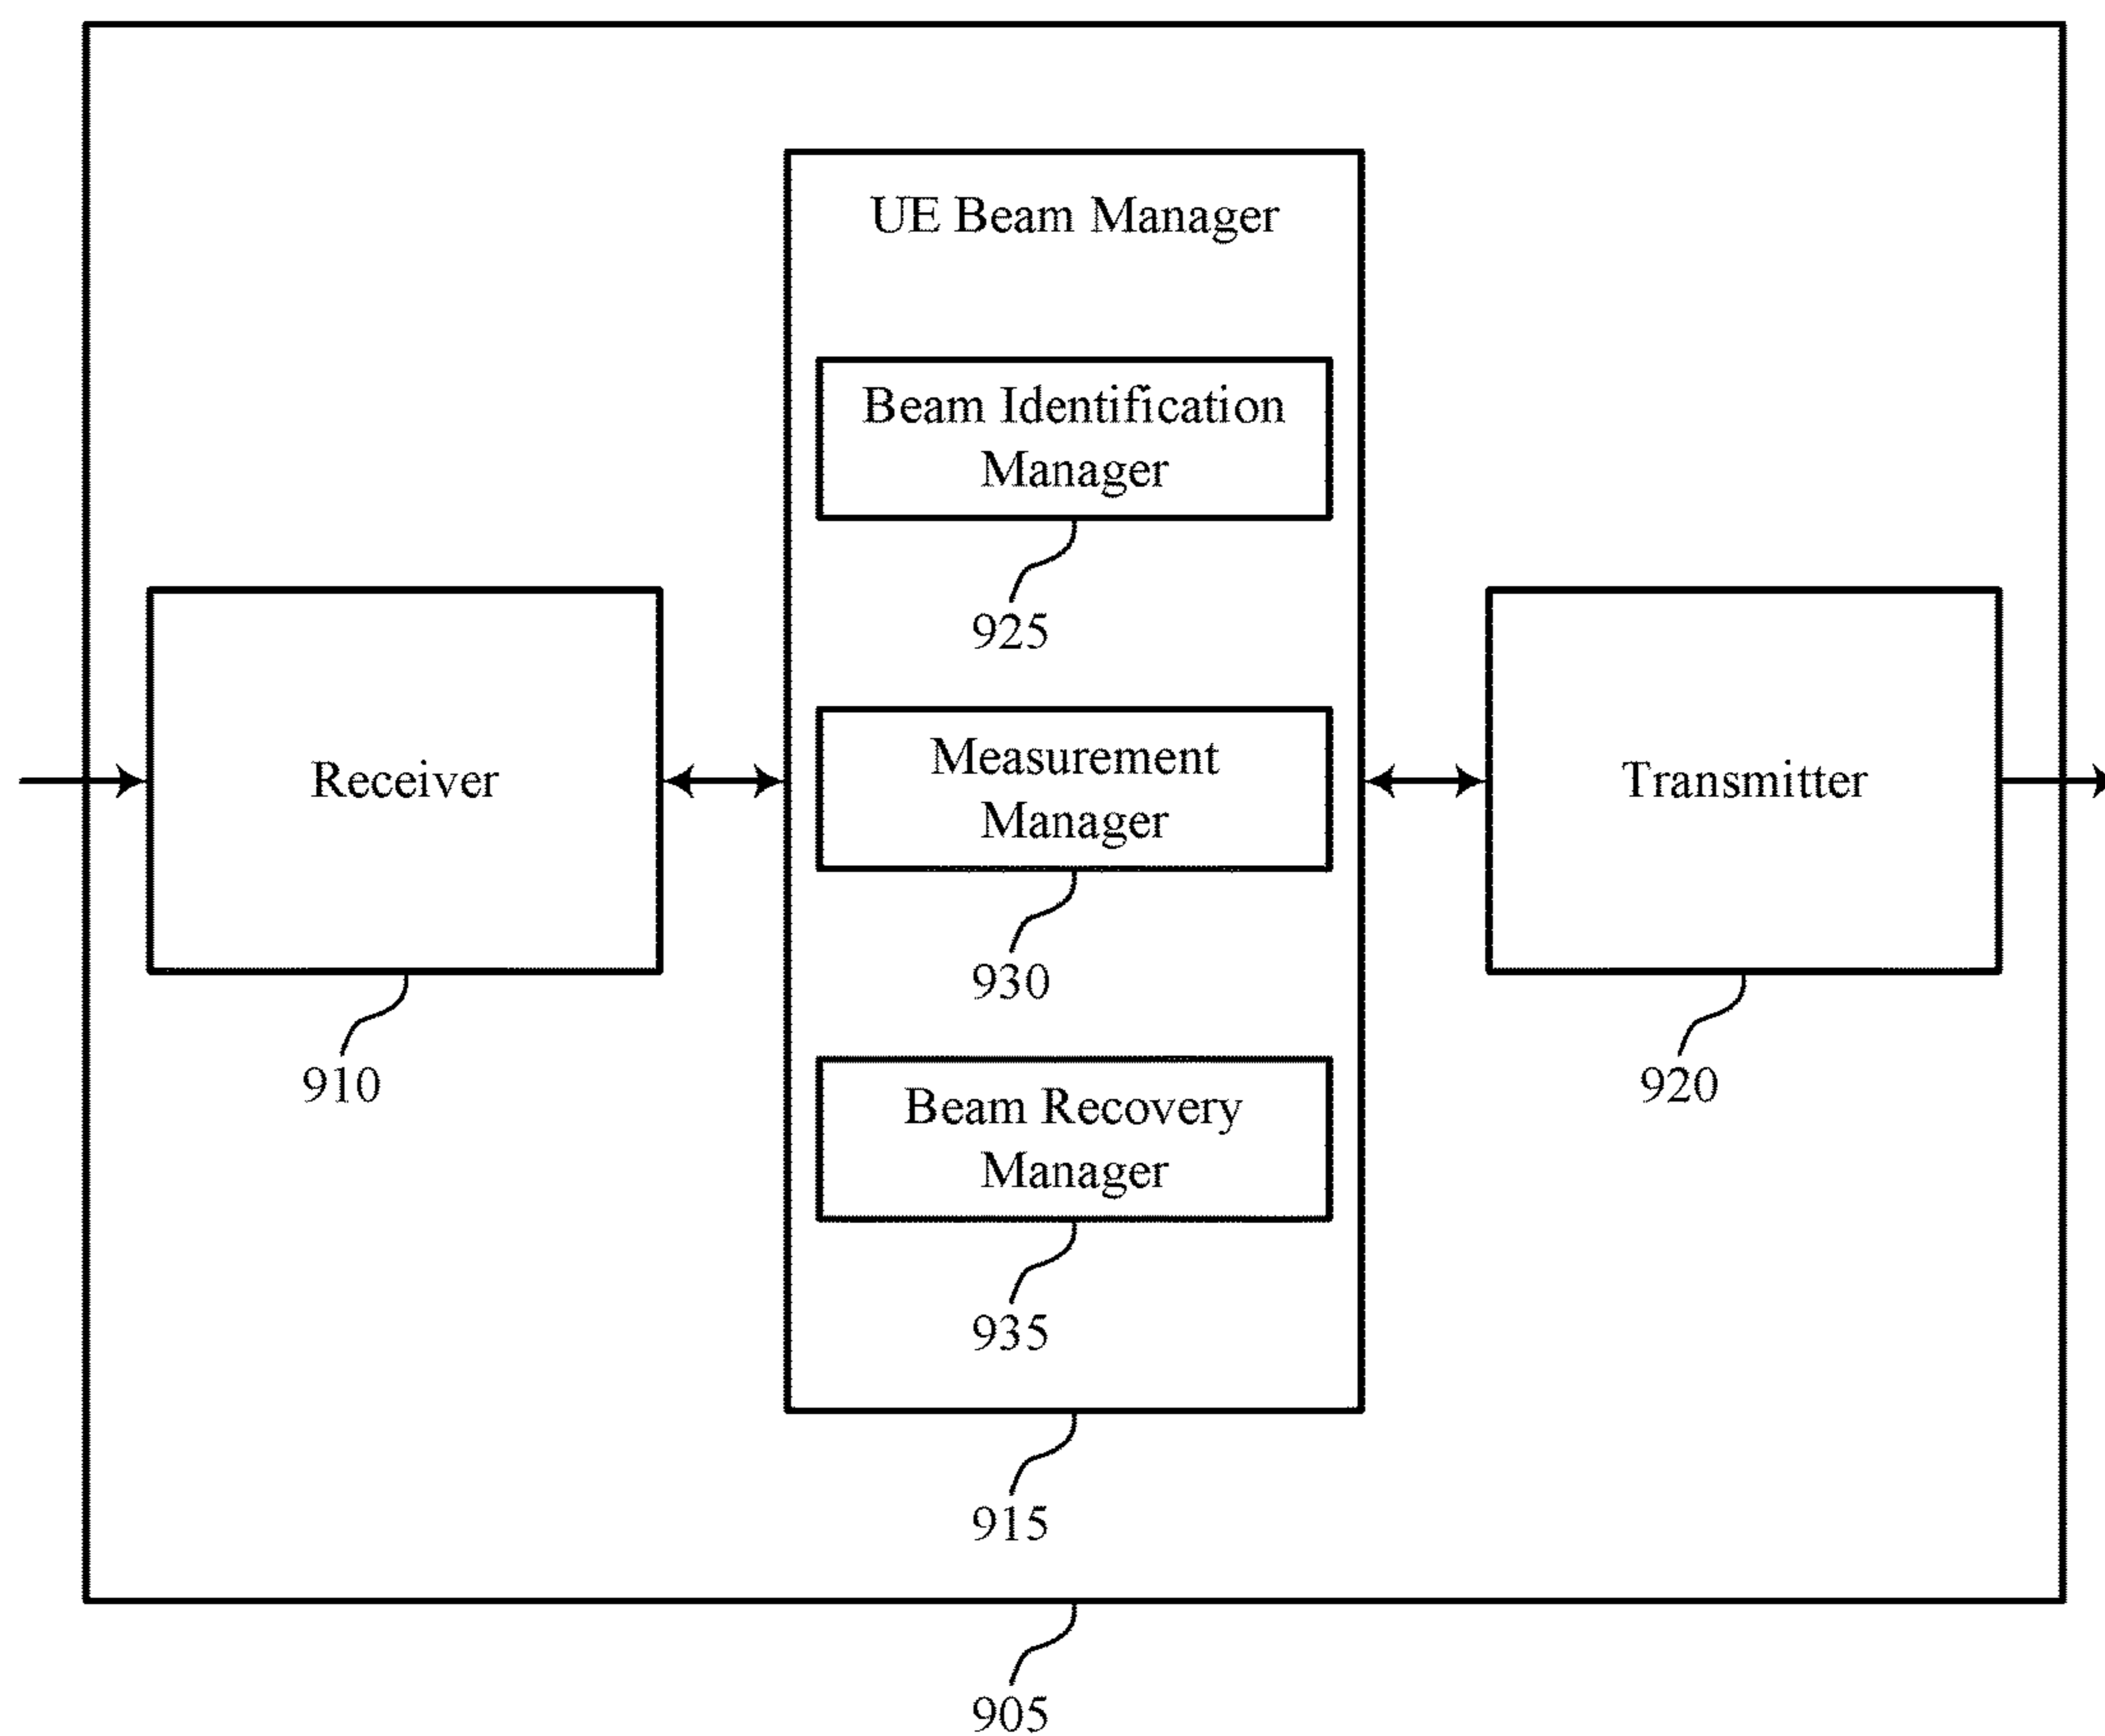 UE Beam Manager
Beam Identification
Manager
925
Receiver
910
Measurement
Manager
930
Transmitter
920
Beam Recovery
Manager
935
915
905